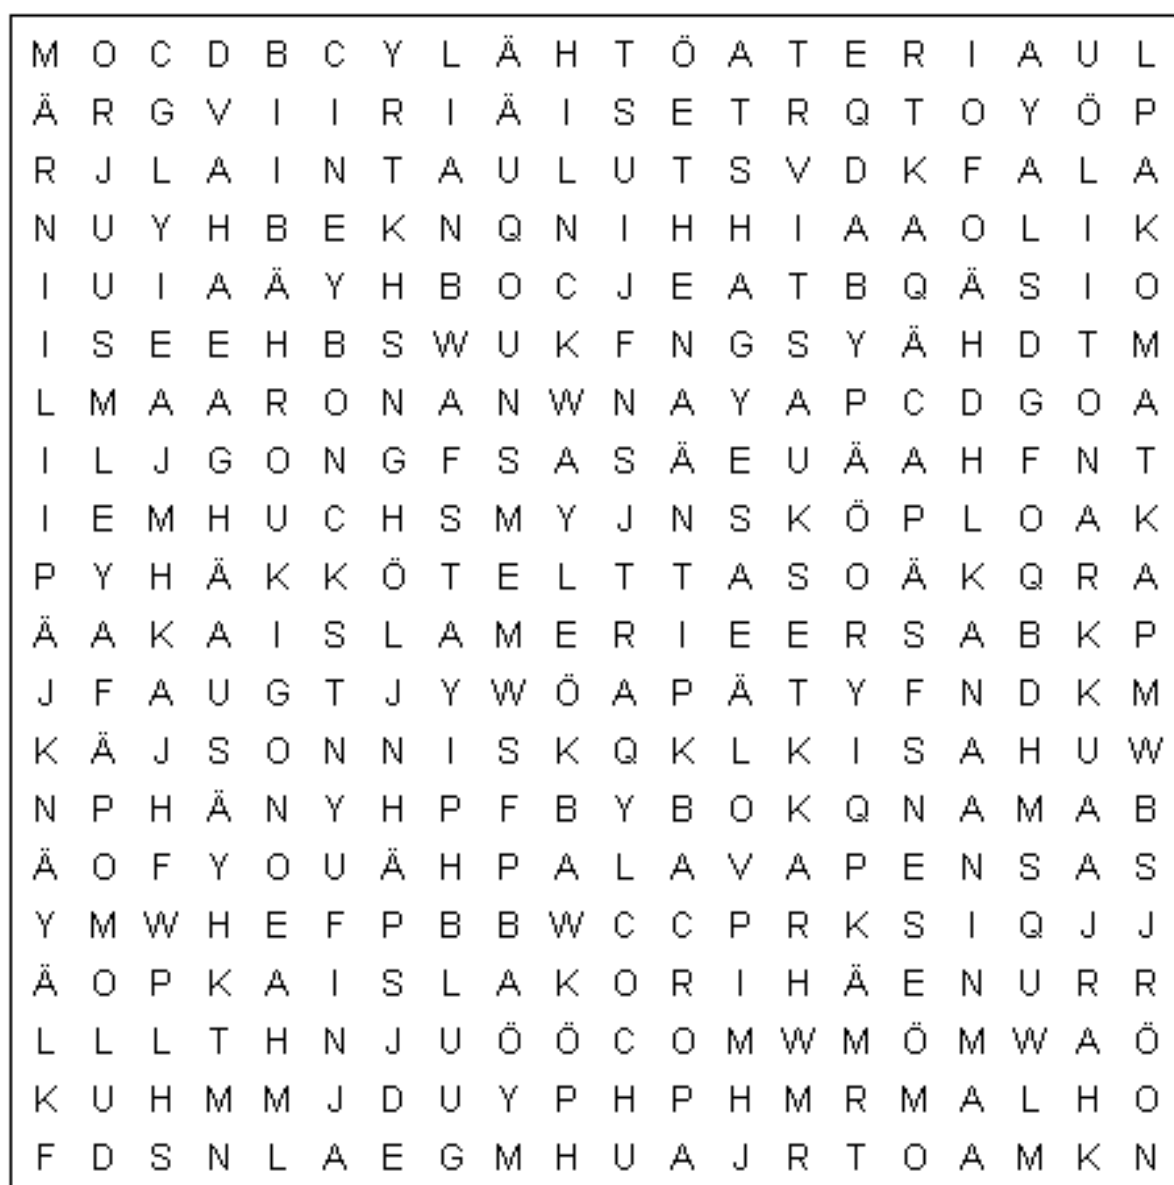 M O C D B C Y L Ä H T Ö A T E R I A U L
Ä R G V I I R I Ä I S E T R Q T O Y Ö P
R J L A I N T A U L U T S V D K F A L A
N U Y H B E K N Q N I H H I A A O L I K
I U I A Ä Y H B O C J E A T B Q Ä S I O
I S E E H B S W U K F N G S Y Ä H D T M
L M A A R O N A N W N A Y A P C D G O A
I L J G O N G F S A S Ä E U Ä A H F N T
I E M H U C H S M Y J N S K Ö P L O A K
P Y H Ä K K Ö T E L T T A S O Ä K Q R A
Ä A K A I S L A M E R I E E R S A B K P
J F A U G T J Y W Ö A P Ä T Y F N D K M
K Ä J S O N N I S K Q K L K I S A H U W
N P H Ä N Y H P F B Y B O K Q N A M A B
Ä O F Y O U Ä H P A L A V A P E N S A S
Y M W H E F P B B W C C P R K S I Q J J
Ä O P K A I S L A K O R I H Ä E N U R R
L L L T H N J U Ö Ö C O M W M Ö M W A Ö
K U H M M J D U Y P H P H M R M A L H O
F D S N L A E G M H U A J R T O A M K N